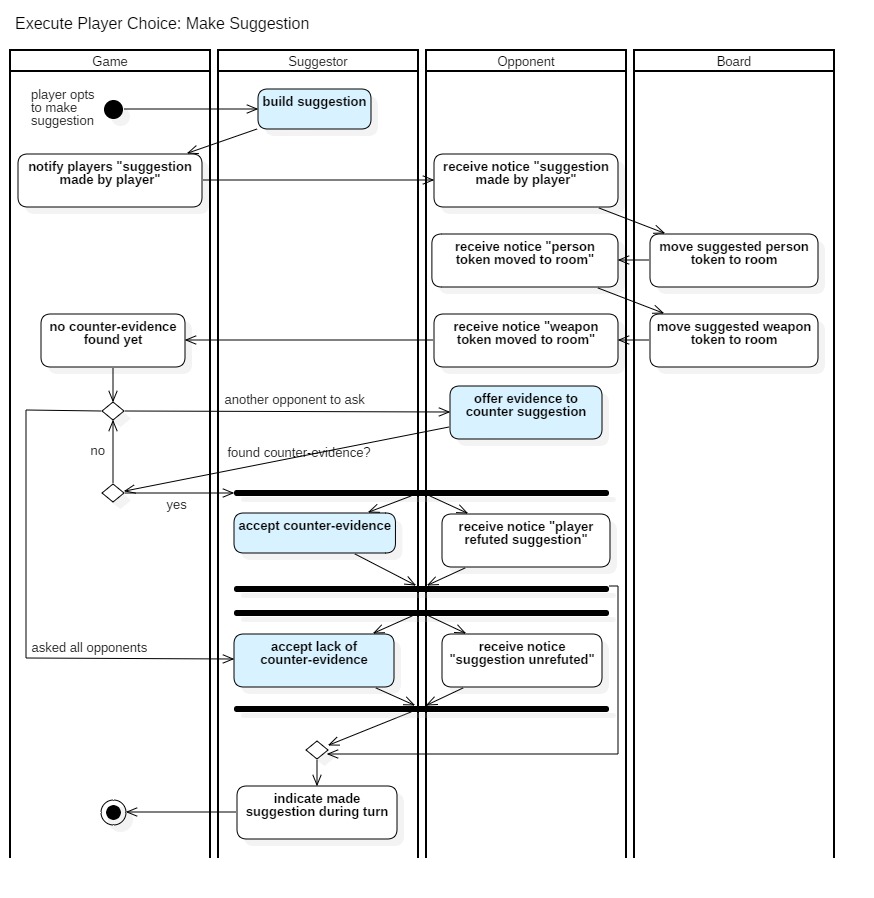 Execute Player Choice: Make Suggestion
Game
Suggestor
Opponent
Board
player opts
to make
suggestion
build suggestion
notify players "suggestion
made by player"
receive notice "suggestion
made by player"
receive notice "person
token moved to room"
move suggested person
token to room
no counter-evidence
found yet
receive notice "weapon
token moved to room"
move suggested weapon
token to room
another opponent to ask
offer evidence to
counter suggestion
no
found counter-evidence?
yes
accept counter-evidence
receive notice "player
refuted suggestion"
asked all opponents
accept lack of
counter-evidence
receive notice
"suggestion unrefuted"
indicate made
suggestion during turn